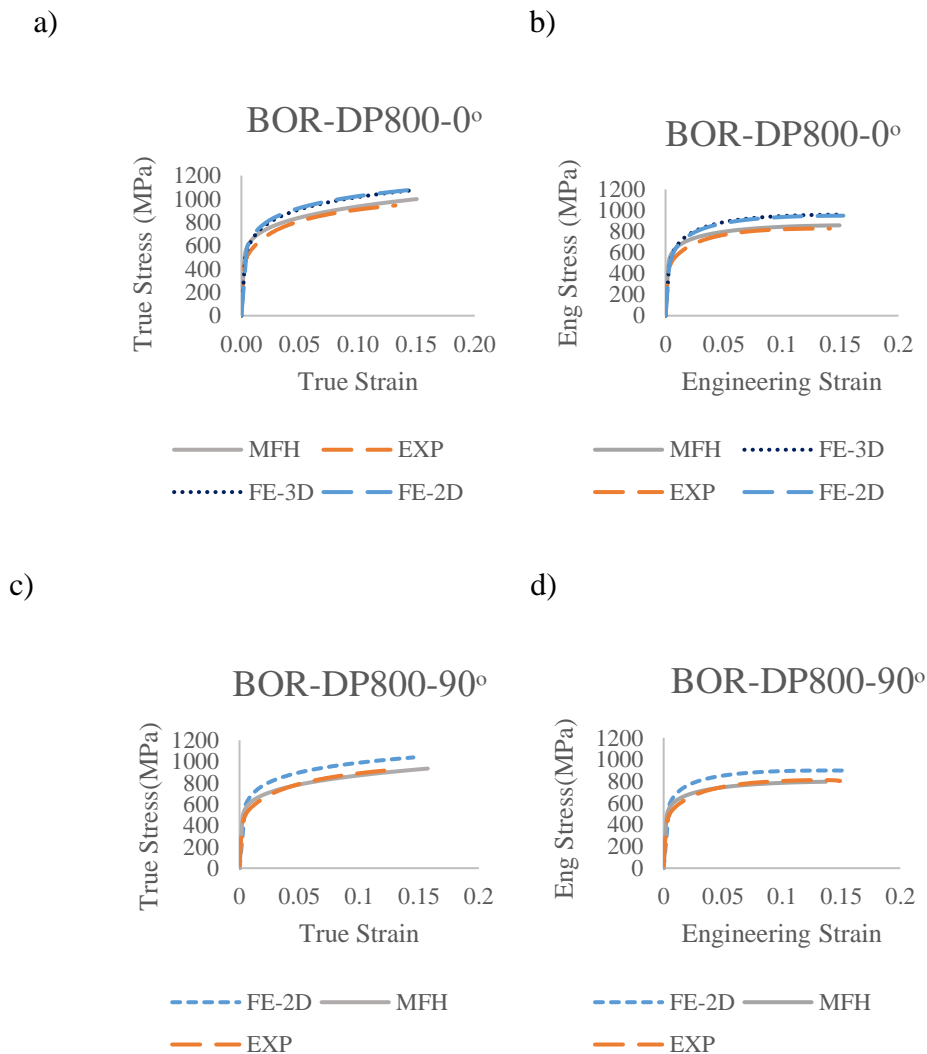 a)
b)
BOR-DP800-0º
True Stress (MPa)
1200
1000
800
600
400
200
0
0.00 0.05 0.10 0.15 0.20
True Strain
MFH EXP
FE-3D FE-2D
BOR-DP800-0º
Eng Stress (MPa)
1200
1000
800
600
400
200
0
0 0.05 0.1 0.15 0.2
Engineering Strain
MFH FE-3D
EXP FE-2D
c)
d)
BOR-DP800-90º
True Stress(MPa)
1200
1000
800
600
400
200
0
0 0.05 0.1 0.15 0.2
True Strain
FE-2D MFH
EXP
BOR-DP800-90º
Eng Stress(MPa)
1200
1000
800
600
400
200
0
0 0.05 0.1 0.15 0.2
Engineering Strain
FE-2D MFH
EXP